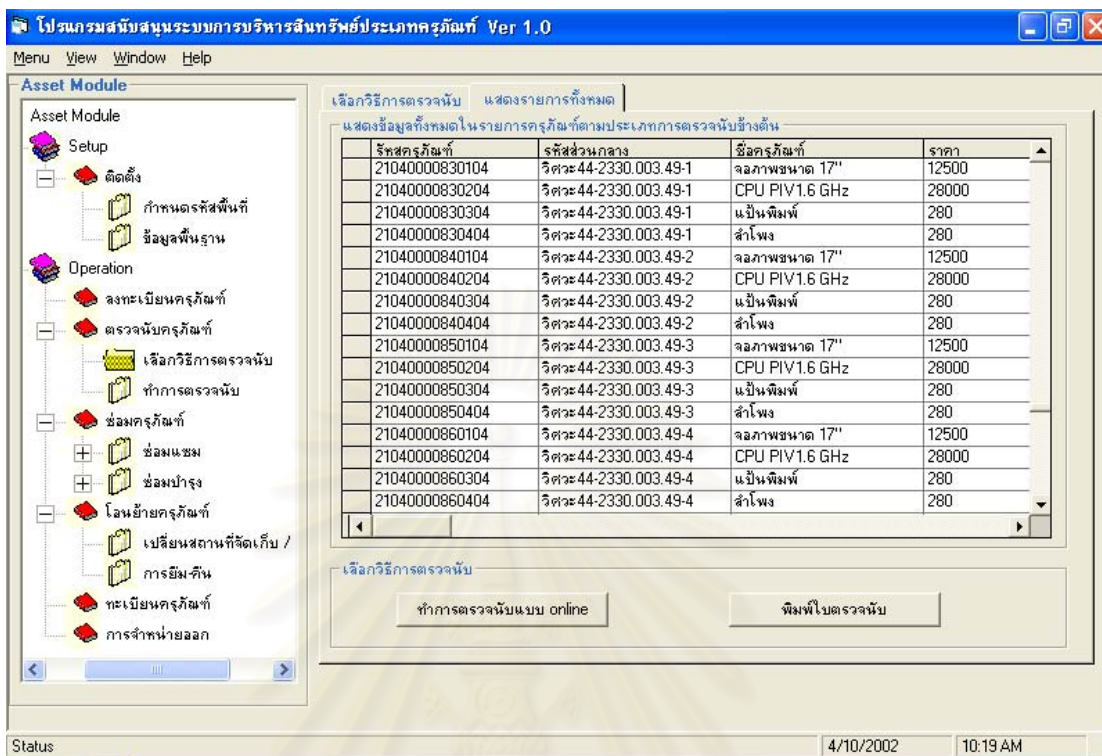 โปรแกรมสนับสนุนระบบการบริหารสินทรัพย์ประเภทครุภัณฑ์ Ver 1.0
Menu View Window Help
Asset Module
Asset Module
Setup
ติดตั้ง
กำหนดรหัสพื้นที่
ข้อมูลพื้นฐาน
Operation
ลงทะเบียนครุภัณฑ์
ตรวจนับครุภัณฑ์
เลือกวิธีการตรวจนับ
ทำการตรวจนับ
ซ่อมครุภัณฑ์
ซ่อมแซม
ซ่อมบำรุง
โอนย้ายครุภัณฑ์
เปลี่ยนสถานที่จัดเก็บ /
การยืม-คืน
ทะเบียนครุภัณฑ์
การจำหน่ายออก
เลือกวิธีการตรวจนับ แสดงรายการทั้งหมด
แสดงข้อมูลทั้งหมดในรายการครุภัณฑ์ตามประเภทการตรวจนับข้างต้น
รหัสครุภัณฑ์ รหัสส่วนกลาง ชื่อครุภัณฑ์ ราคา
21040000830104 วิศวะ44-2330.003.49-1 จอภาพขนาด 17'' 12500
21040000830204 วิศวะ44-2330.003.49-1 CPU PIV1.6 GHz 28000
21040000830304 วิศวะ44-2330.003.49-1 แป้นพิมพ์ 280
21040000830404 วิศวะ44-2330.003.49-1 ลำโพง 280
21040000840104 วิศวะ44-2330.003.49-2 จอภาพขนาด 17'' 12500
21040000840204 วิศวะ44-2330.003.49-2 CPU PIV1.6 GHz 28000
21040000840304 วิศวะ44-2330.003.49-2 แป้นพิมพ์ 280
21040000840404 วิศวะ44-2330.003.49-2 ลำโพง 280
21040000850104 วิศวะ44-2330.003.49-3 จอภาพขนาด 17'' 12500
21040000850204 วิศวะ44-2330.003.49-3 CPU PIV1.6 GHz 28000
21040000850304 วิศวะ44-2330.003.49-3 แป้นพิมพ์ 280
21040000850404 วิศวะ44-2330.003.49-3 ลำโพง 280
21040000860104 วิศวะ44-2330.003.49-4 จอภาพขนาด 17'' 12500
21040000860204 วิศวะ44-2330.003.49-4 CPU PIV1.6 GHz 28000
21040000860304 วิศวะ44-2330.003.49-4 แป้นพิมพ์ 280
21040000860404 วิศวะ44-2330.003.49-4 ลำโพง 280
เลือกวิธีการตรวจนับ
ทำการตรวจนับแบบ online พิมพ์ใบตรวจนับ
Status 4/10/2002 10:19 AM